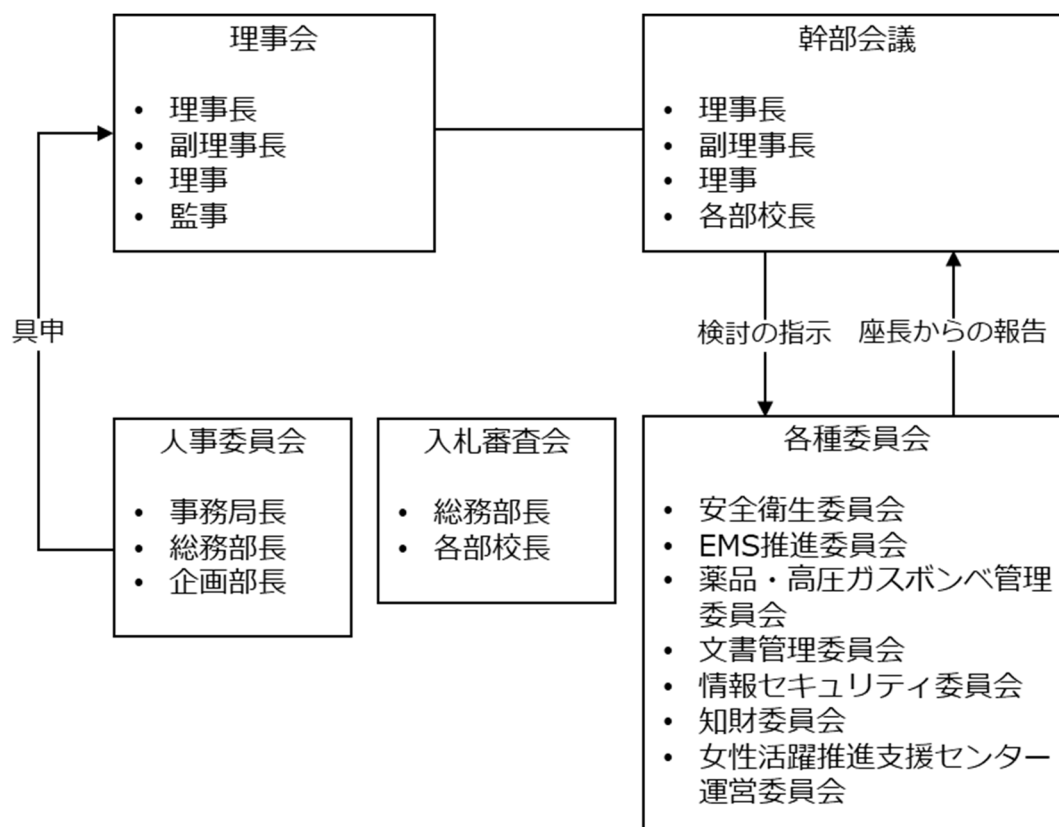 理事会
• 理事長
• 副理事長
• 理事
• 監事
幹部会議
• 理事長
• 副理事長
• 理事
• 各部校長
具申
検討の指示
座長からの報告
人事委員会
• 事務局長
• 総務部長
• 企画部長
入札審査会
• 総務部長
• 各部校長
各種委員会
• 安全衛生委員会
• EMS推進委員会
• 薬品・高圧ガスボンベ管理
委員会
• 文書管理委員会
• 情報セキュリティ委員会
• 知財委員会
• 女性活躍推進支援センター
運営委員会